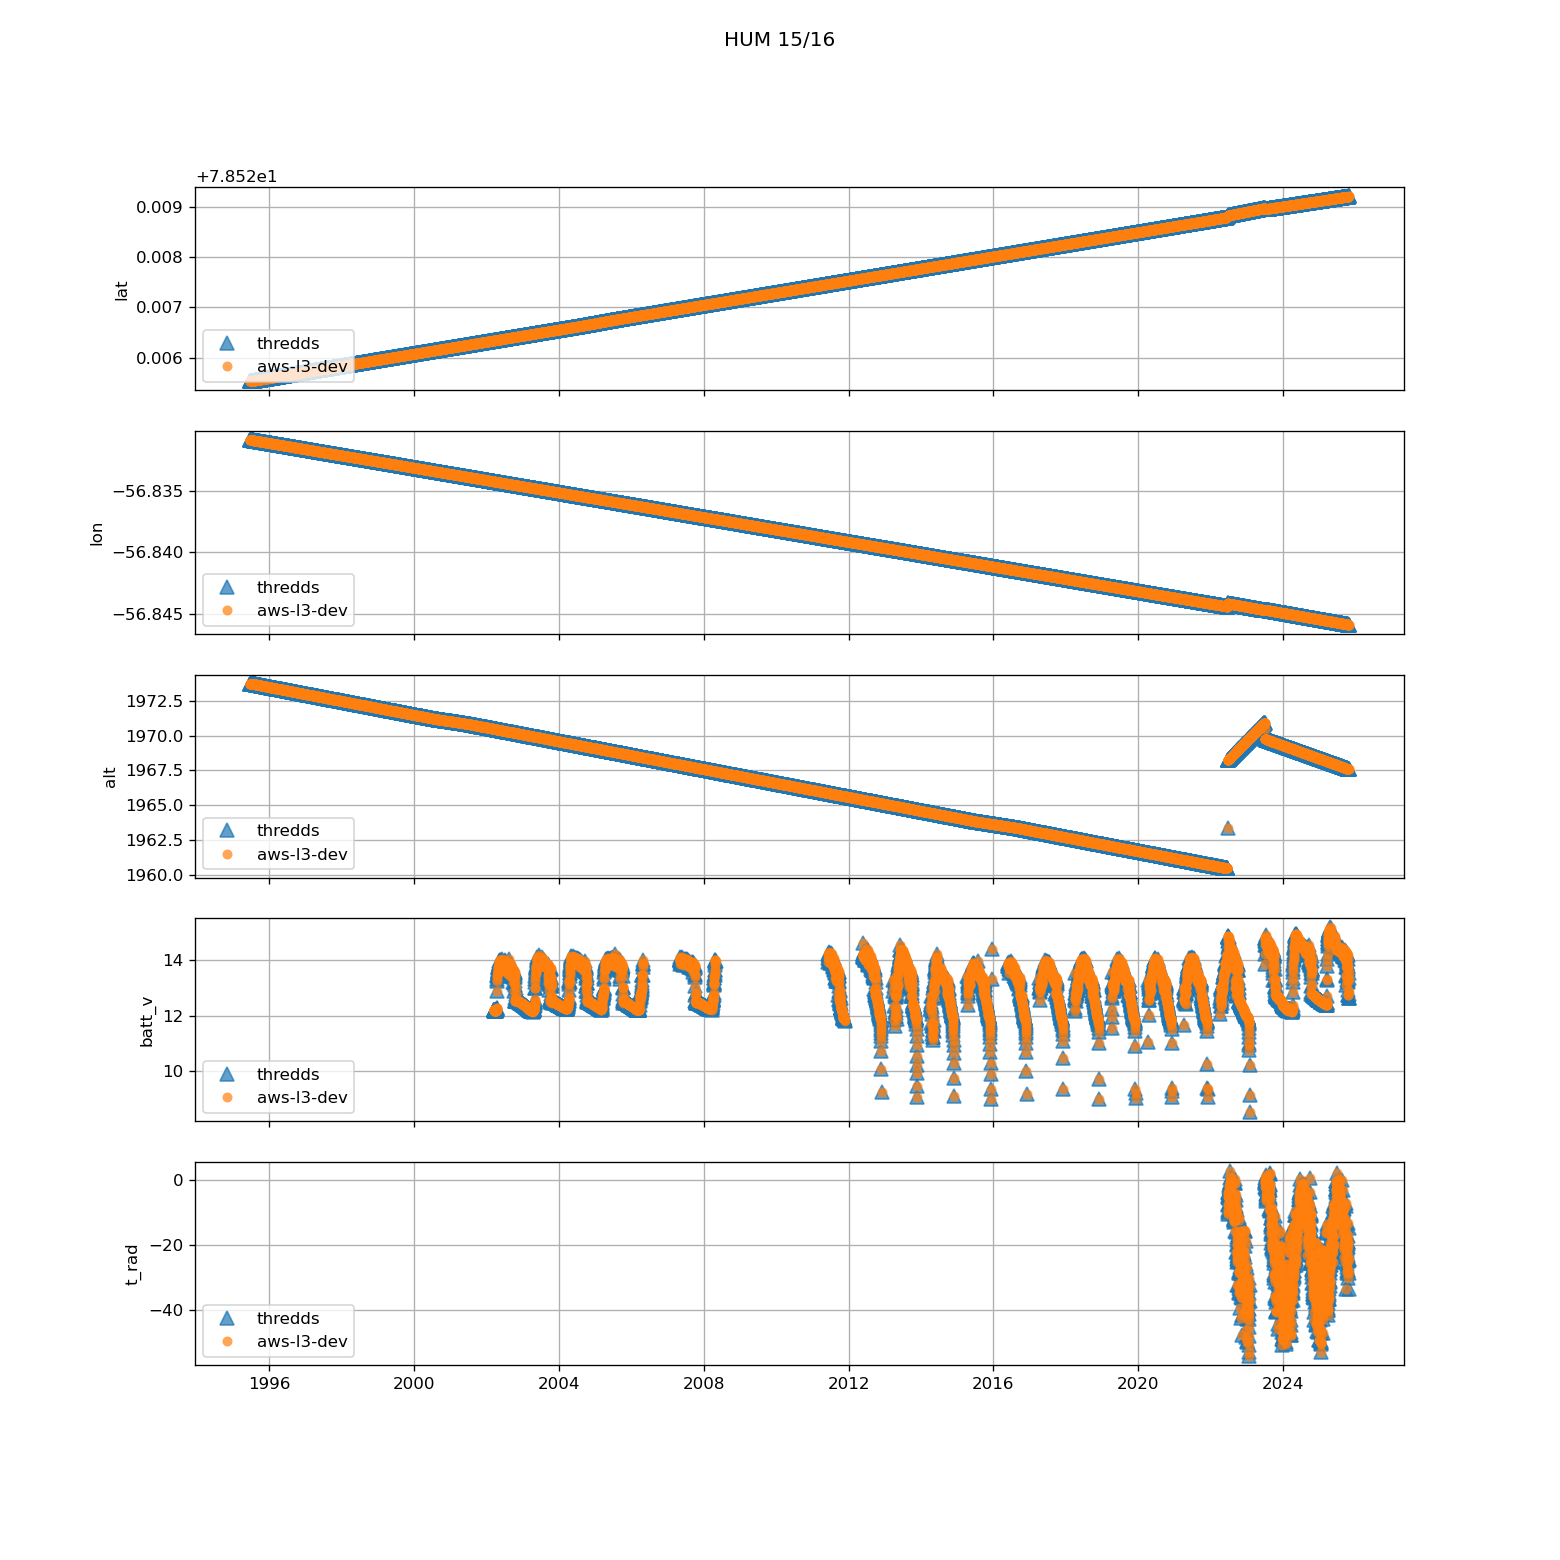 HUM 15/16
+7.852e1
0.009
0.008
0.007
0.006
lat
thredds
aws-l3-dev
−56.835
−56.840
−56.845
lon
thredds
aws-l3-dev
1972.5
1970.0
1967.5
1965.0
1962.5
1960.0
alt
thredds
aws-l3-dev
14
12
10
batt_v
thredds
aws-l3-dev
0
−20
−40
t_rad
thredds
aws-l3-dev
1996 2000 2004 2008 2012 2016 2020 2024